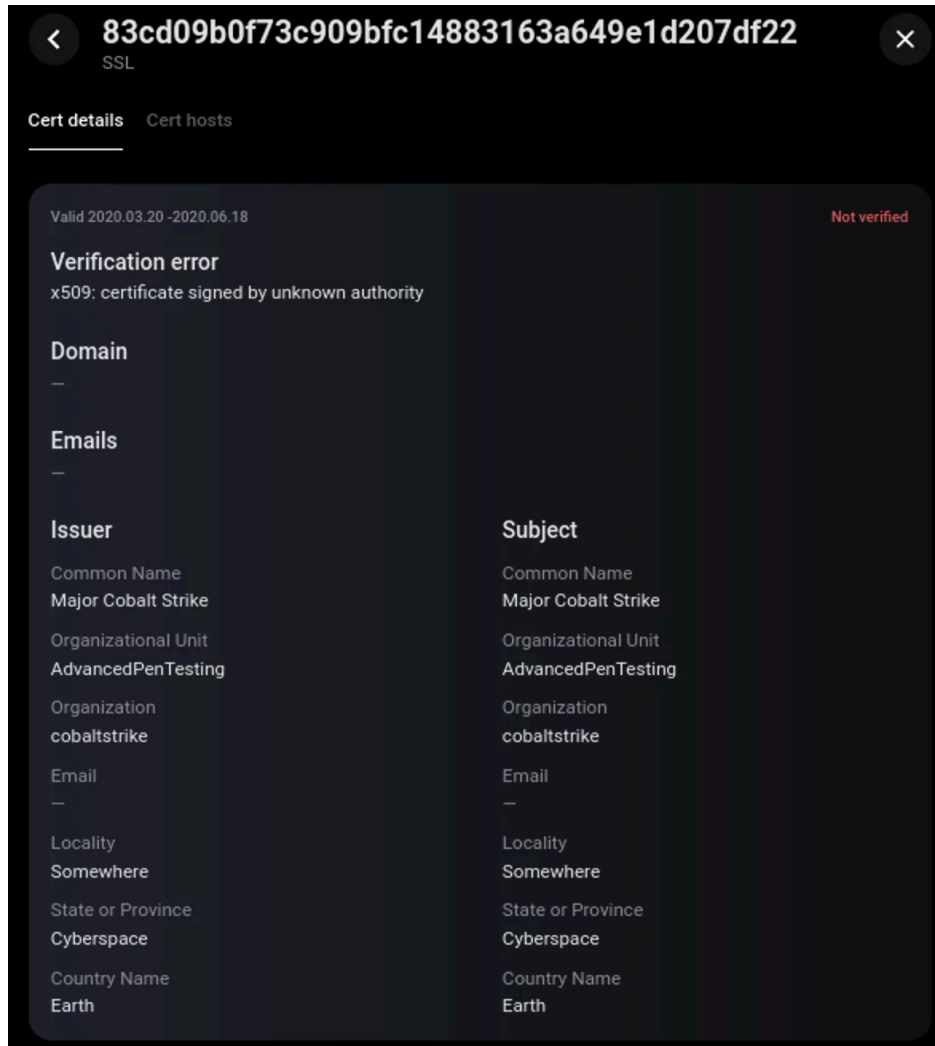 83cd09b0f73c909bfc14883163a649e1d207df22
SSL
Cert details Cert hosts
Valid 2020.03.20 -2020.06.18 Not verified
Verification error
x509: certificate signed by unknown authority
Domain
—
Emails
—
Issuer
Common Name
Major Cobalt Strike
Organizational Unit
AdvancedPenTesting
Organization
cobaltstrike
Email
—
Locality
Somewhere
State or Province
Cyberspace
Country Name
Earth
Subject
Common Name
Major Cobalt Strike
Organizational Unit
AdvancedPenTesting
Organization
cobaltstrike
Email
—
Locality
Somewhere
State or Province
Cyberspace
Country Name
Earth